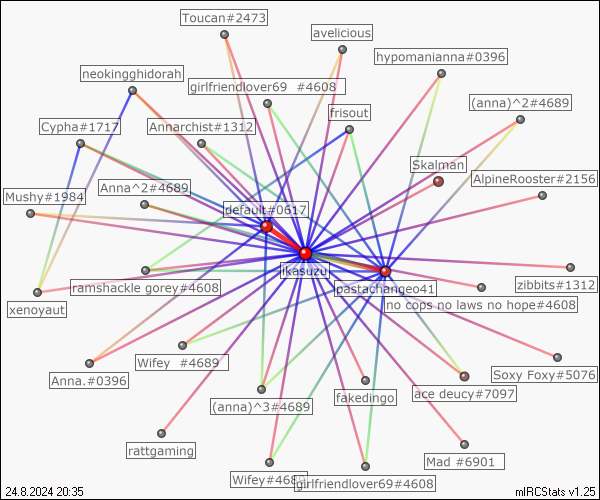 Toucan#2473
avelicious
hypomanianna#0396
neokingghidorah
girlfriendlover69 #4608
(anna)^2#4689
frisout
Cypha#1717
Annarchist#1312
Skalman
AlpineRooster#2156
Anna^2#4689
Mushy#1984
default#0617
ikasuzu
zibbits#1312
ramshackle gorey#4608
pastachangeo41
no cops no laws no hope#4608
xenoyaut
Wifey #4689
Soxy Foxy#5076
Anna.#0396
ace deucy#7097
fakedingo
(anna)^3#4689
rattgaming
Mad #6901
Wifey#468
girlfriendlover69#4608
24.8.2024 20:35
mIRCStats v1.25